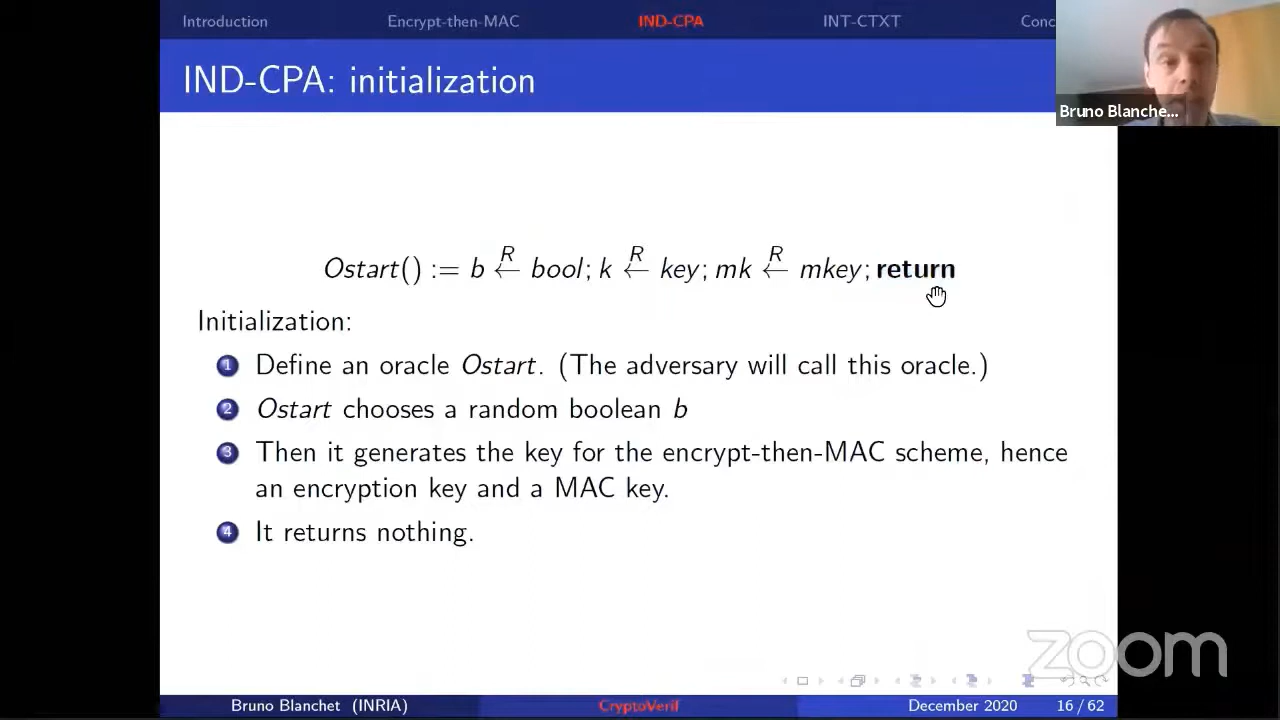 Introduction Encrypt-then-MAC IND-CPA INT-CTXT Conc
IND-CPA: initialization
Bruno Blanche...
Ostart() := b ←R bool; k ←R key; mk ←R mkey; return
Initialization:
1 Define an oracle Ostart. (The adversary will call this oracle.)
2 Ostart chooses a random boolean b
3 Then it generates the key for the encrypt-then-MAC scheme, hence
an encryption key and a MAC key.
4 It returns nothing.
zoom
Bruno Blanchet (INRIA) CryptoVerif December 2020 16 / 62